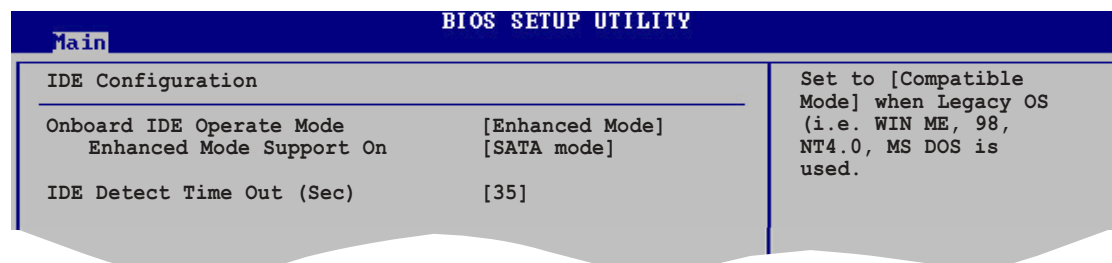 BIOS SETUP UTILITY
Main
IDE Configuration
Onboard IDE Operate Mode [Enhanced Mode]
Enhanced Mode Support On [SATA mode]
IDE Detect Time Out (Sec) [35]
Set to [Compatible
Mode] when Legacy OS
(i.e. WIN ME, 98,
NT4.0, MS DOS is
used.